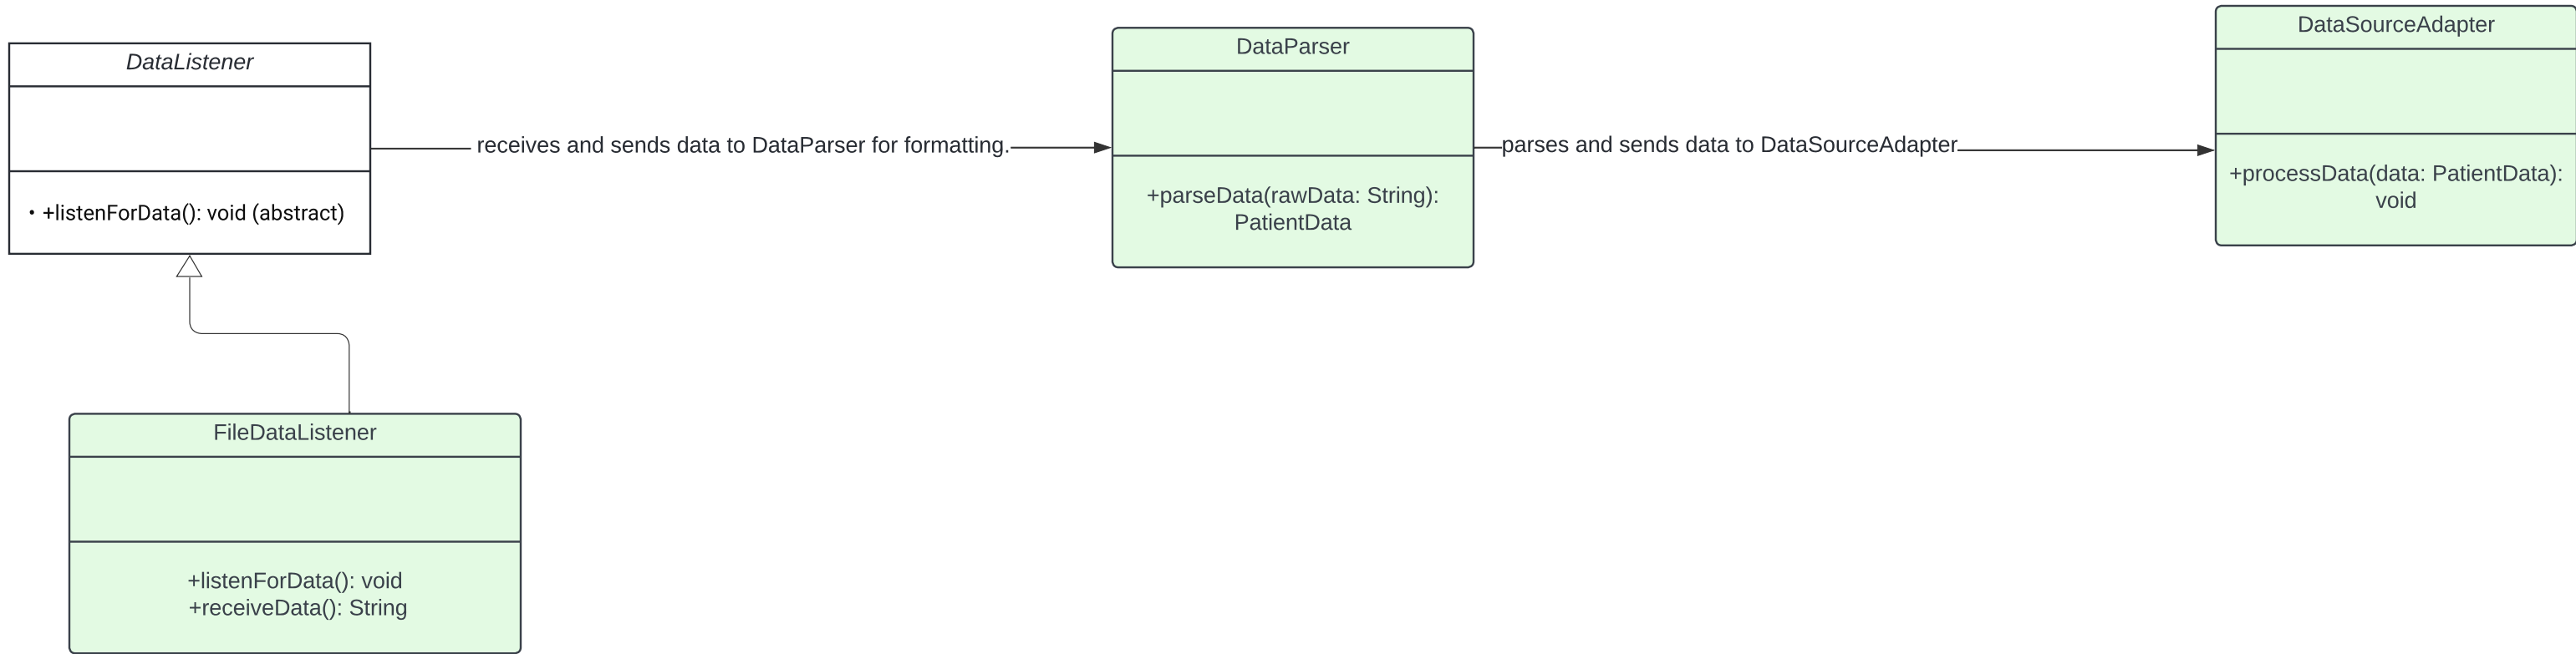 DataListener
• +listenForData(): void (abstract)
receives and sends data to DataParser for formatting.
DataParser
+parseData(rawData: String):
PatientData
parses and sends data to DataSourceAdapter
DataSourceAdapter
+processData(data: PatientData):
void
FileDataListener
+listenForData(): void
+receiveData(): String